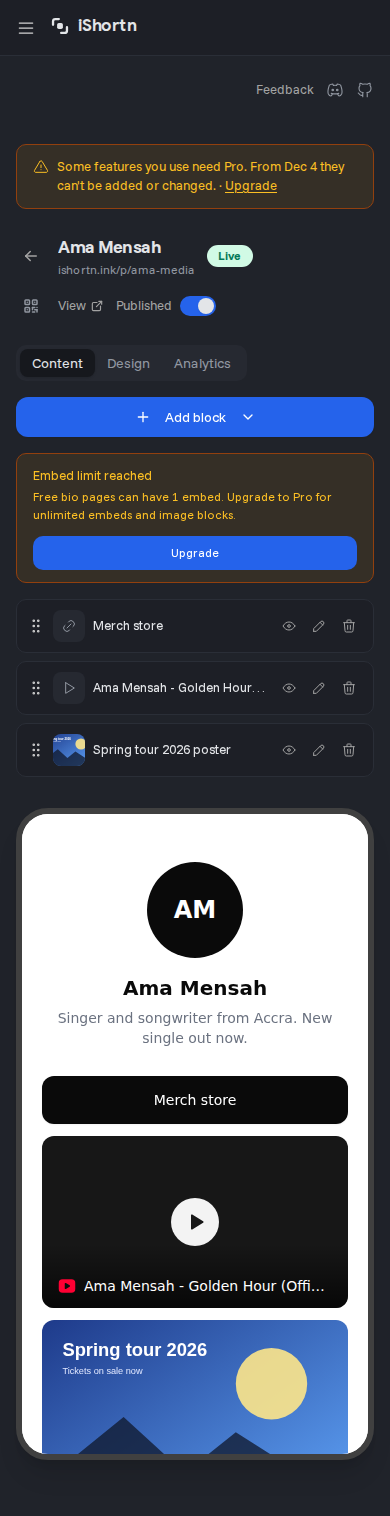 iShortn
Feedback
Some features you use need Pro. From Dec 4 they
can't be added or changed. · Upgrade
Ama Mensah
ishortn.ink/p/ama-media
Live
View
Published
Content
Design
Analytics
Add block
Embed limit reached
Free bio pages can have 1 embed. Upgrade to Pro for
unlimited embeds and image blocks.
Upgrade
Merch store
Ama Mensah - Golden Hour...
Spring tour 2026 poster
AM
Ama Mensah
Singer and songwriter from Accra. New
single out now.
Merch store
Ama Mensah - Golden Hour (Offi...
Spring tour 2026
Tickets on sale now